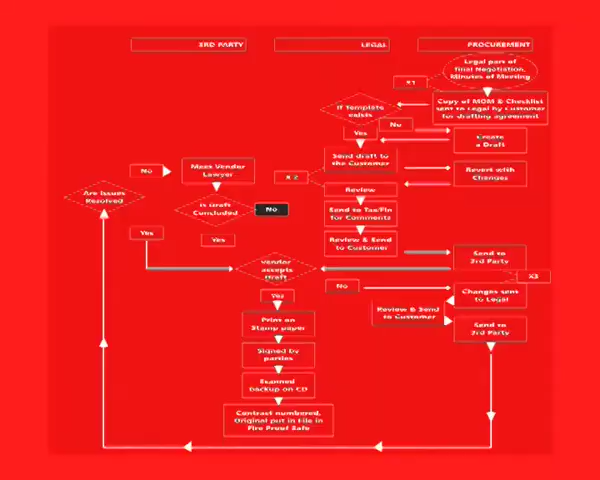 3RD PARTY
LEGAL
PROCUREMENT
Legal part of
final Negotiation,
Minutes of Meeting
X1
Copy of MOM & Checklist
sent to Legal by Customer
for drafting agreement
If Template
exists
No
Yes
Create
a Draft
Send draft to
the Customer
Revert with
Changes
X 2
Review
Send to Tax/Fin
for Comments
Review & Send
to Customer
No
Mees Vendor
Lawyer
Are Issues
Resolved
is Draft
Concluded
No
Yes
Yes
Send to
3rd Party
X3
Vendor
accepts
Draft
No
Changes sent
to Legal
Review & Send
to Customer
Send to
3rd Party
Yes
Print on
Stamp paper
Signed by
parties
Scanned
backup on CD
Contract numbered,
Original put in File in
Fire Proof Safe